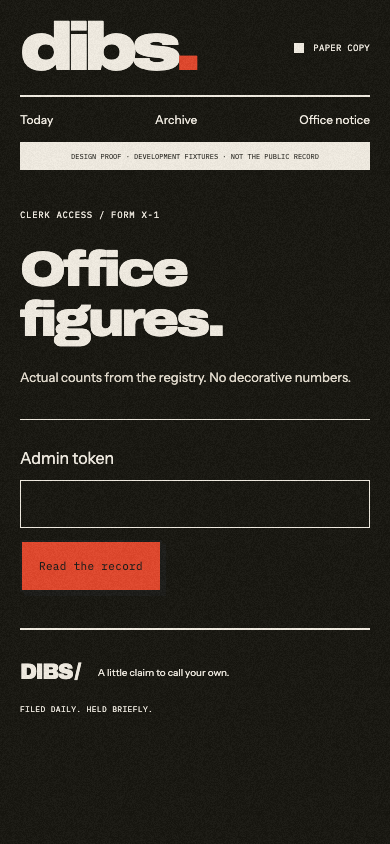 dibs.
PAPER COPY
Today
Archive
Office notice
DESIGN PROOF · DEVELOPMENT FIXTURES · NOT THE PUBLIC RECORD
CLERK ACCESS / FORM X-1
Office
figures.
Actual counts from the registry. No decorative numbers.
Admin token
Read the record
DIBS/
A little claim to call your own.
FILED DAILY. HELD BRIEFLY.